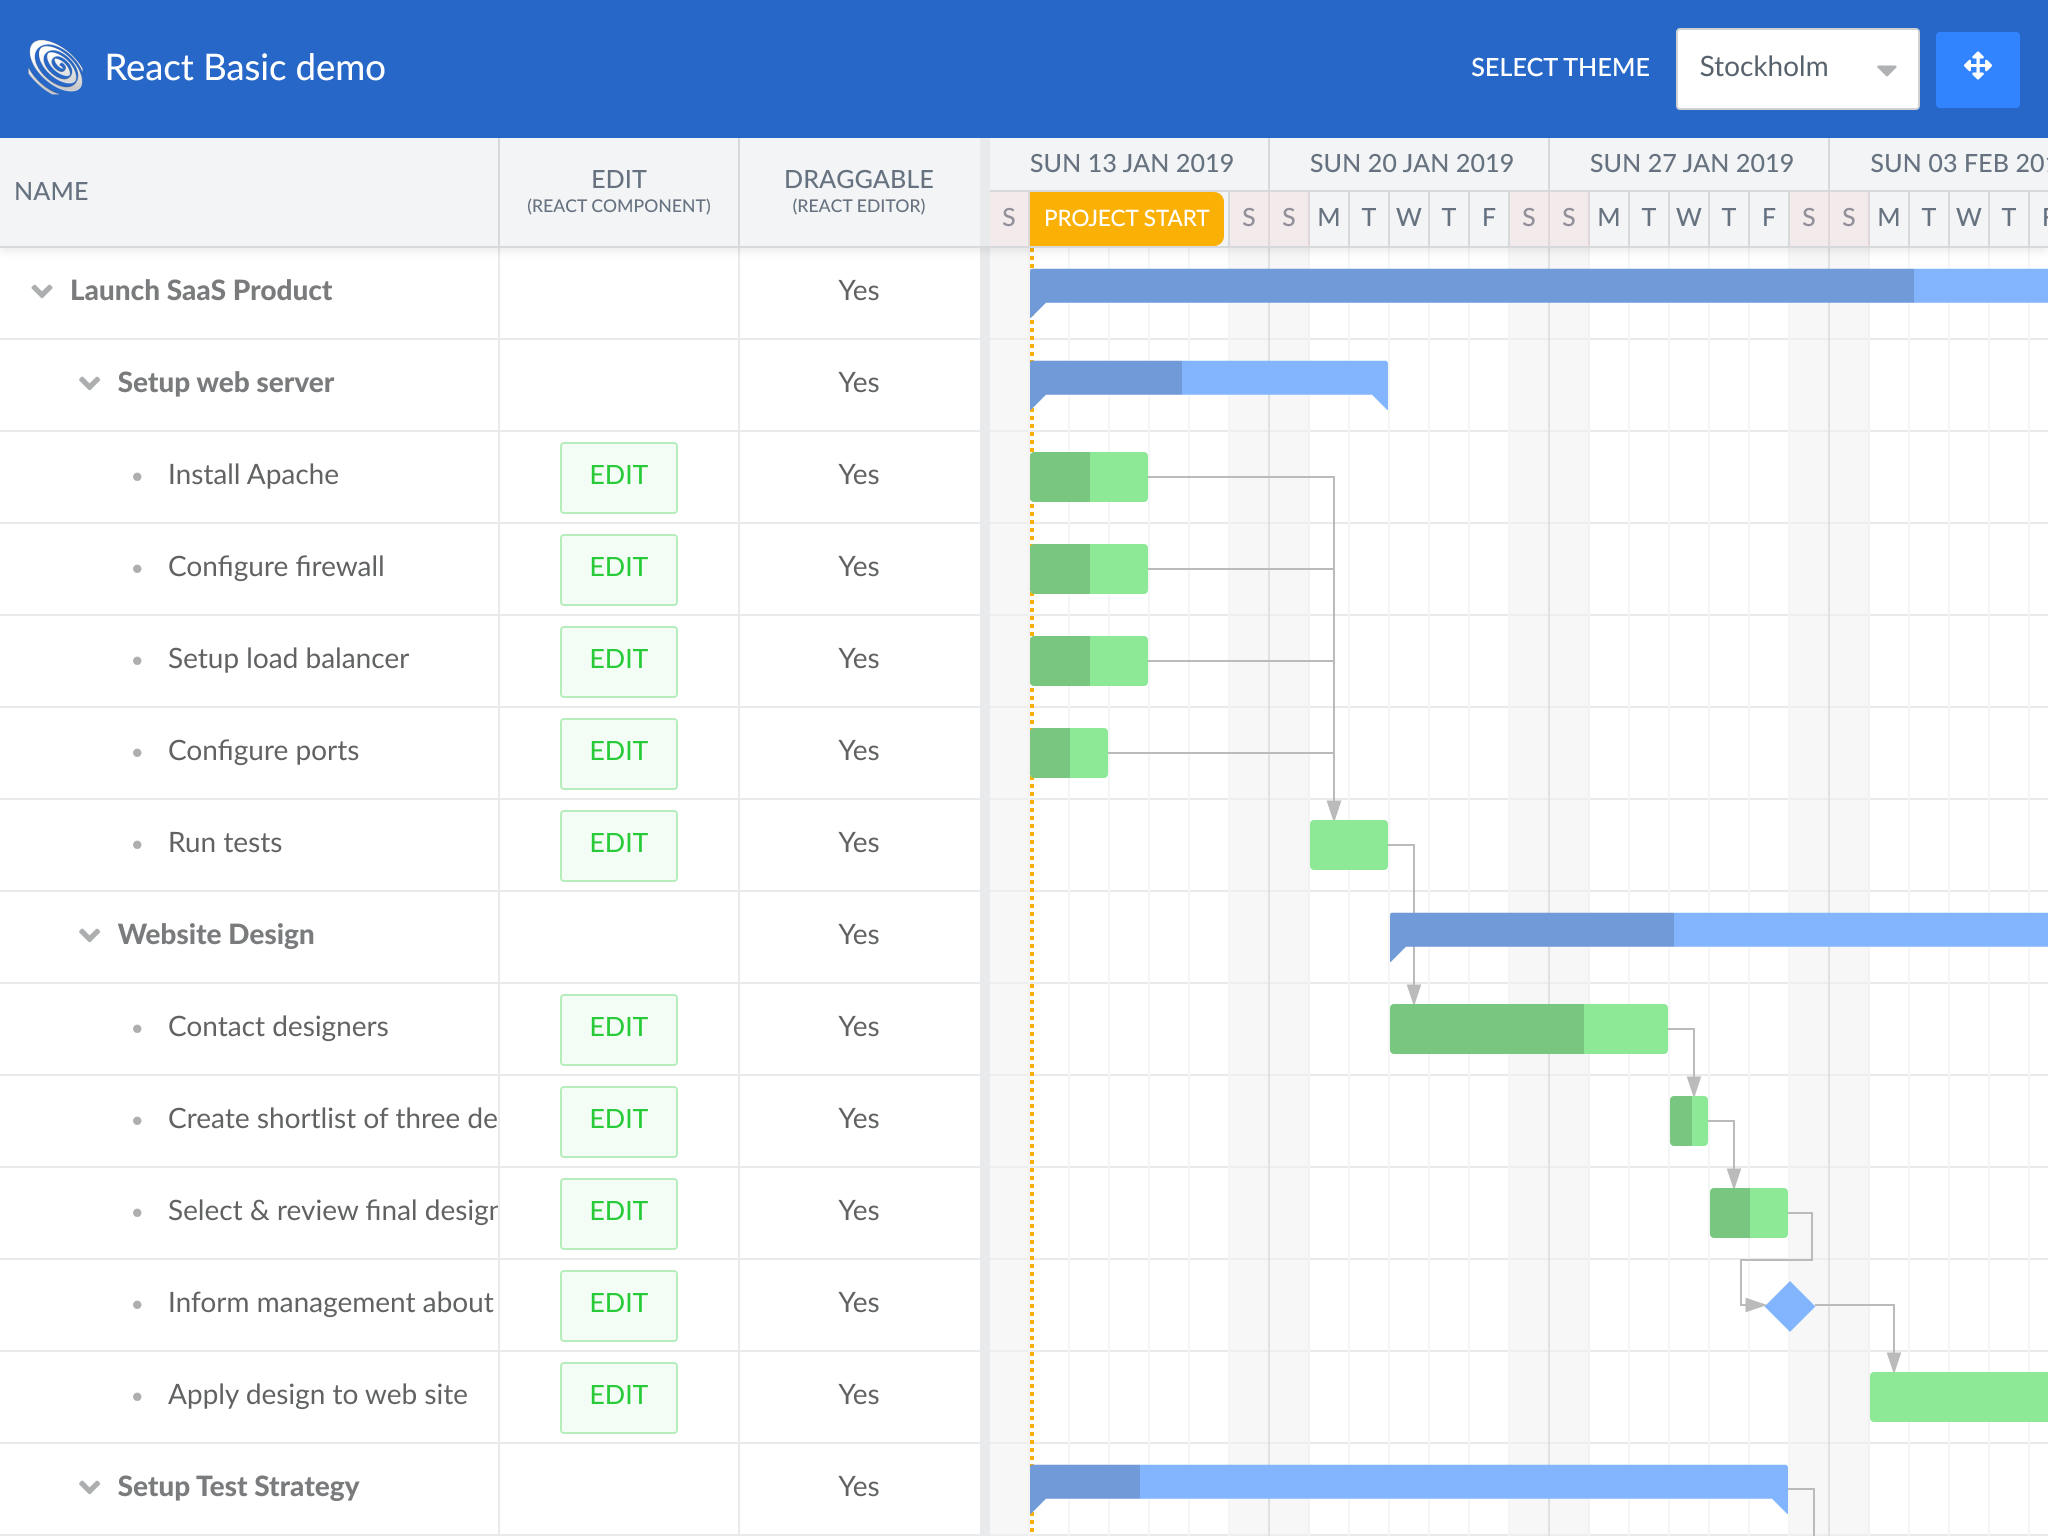 React Basic demo
SELECT THEME
Stockholm
NAME
EDIT
(REACT COMPONENT)
DRAGGABLE
(REACT EDITOR)
SUN 13 JAN 2019
SUN 20 JAN 2019
SUN 27 JAN 2019
SUN 03 FEB 20
S PROJECT START S S M T W T F S S M T W T F S S M T W T F
Launch SaaS Product Yes
Setup web server Yes
Install Apache EDIT Yes
Configure firewall EDIT Yes
Setup load balancer EDIT Yes
Configure ports EDIT Yes
Run tests EDIT Yes
Website Design Yes
Contact designers EDIT Yes
Create shortlist of three de EDIT Yes
Select & review final desig EDIT Yes
Inform management about EDIT Yes
Apply design to web site EDIT Yes
Setup Test Strategy Yes